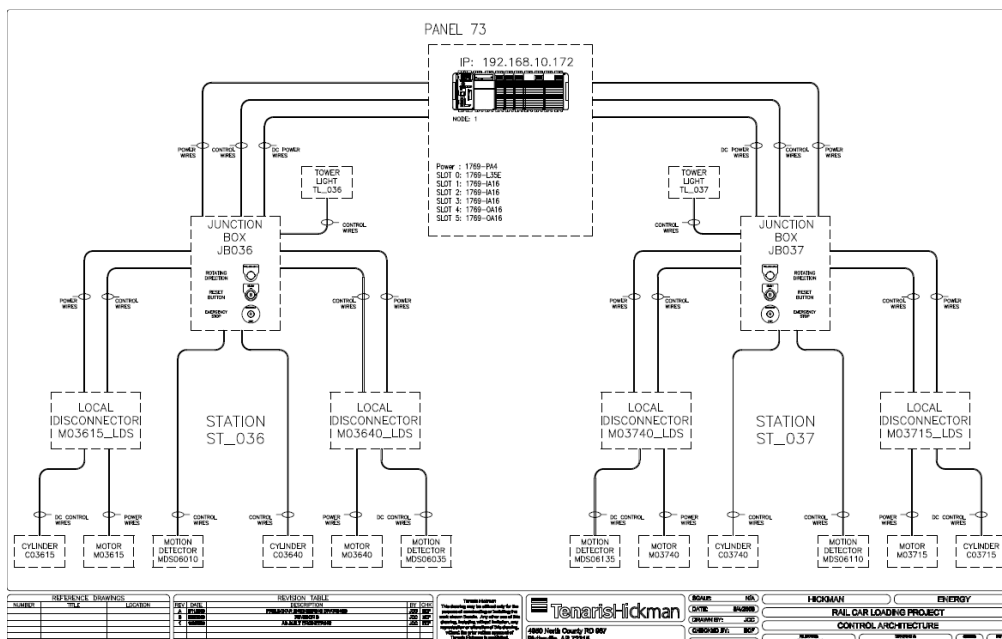 PANEL 73
IP: 192.168.10.172
NODE: 1
Power : 1769-PA4
SLOT 0: 1769-L35E
SLOT 1: 1769-IA16
SLOT 2: 1769-IA16
SLOT 3: 1769-IA16
SLOT 4: 1769-OA16
SLOT 5: 1769-OA16
POWER WIRES
CONTROL WIRES
DC POWER WIRES
DC POWER WIRES
CONTROL WIRES
POWER WIRES
TOWER
LIGHT
TL_036
CONTROL WIRES
TOWER
LIGHT
TL_037
CONTROL WIRES
JUNCTION
BOX
JB036
ROTATING
DIRECTION
RESET
BUTTON
EMERGENCY
STOP
JUNCTION
BOX
JB037
ROTATING
DIRECTION
RESET
BUTTON
EMERGENCY
STOP
POWER WIRES
CONTROL WIRES
CONTROL WIRES
POWER WIRES
POWER WIRES
CONTROL WIRES
CONTROL WIRES
POWER WIRES
LOCAL
DISCONNECTOR
M03615_LDS
STATION
ST_036
LOCAL
DISCONNECTOR
M03640_LDS
LOCAL
DISCONNECTOR
M03740_LDS
STATION
ST_037
LOCAL
DISCONNECTOR
M03715_LDS
DC CONTROL WIRES
POWER WIRES
CONTROL WIRES
CONTROL WIRES
POWER WIRES
DC CONTROL WIRES
DC CONTROL WIRES
POWER WIRES
CONTROL WIRES
CONTROL WIRES
POWER WIRES
DC CONTROL WIRES
CYLINDER
C03615
MOTOR
M03615
MOTION
DETECTOR
MDS06010
CYLINDER
C03640
MOTOR
M03640
MOTION
DETECTOR
MDS06035
MOTION
DETECTOR
MDS06135
MOTOR
M03740
CYLINDER
C03740
MOTION
DETECTOR
MDS06110
MOTOR
M03715
CYLINDER
C03715
REFERENCE DRAWINGS
NUMBER TITLE LOCATION
REVISION TABLE
REV DATE DESCRIPTION BY CHK
TenarisHickman
SCALE: N/A
DATE:
DRAWN BY: JCC
CHECKED BY:
HICKMAN ENERGY
RAIL CAR LOADING PROJECT
CONTROL ARCHITECTURE